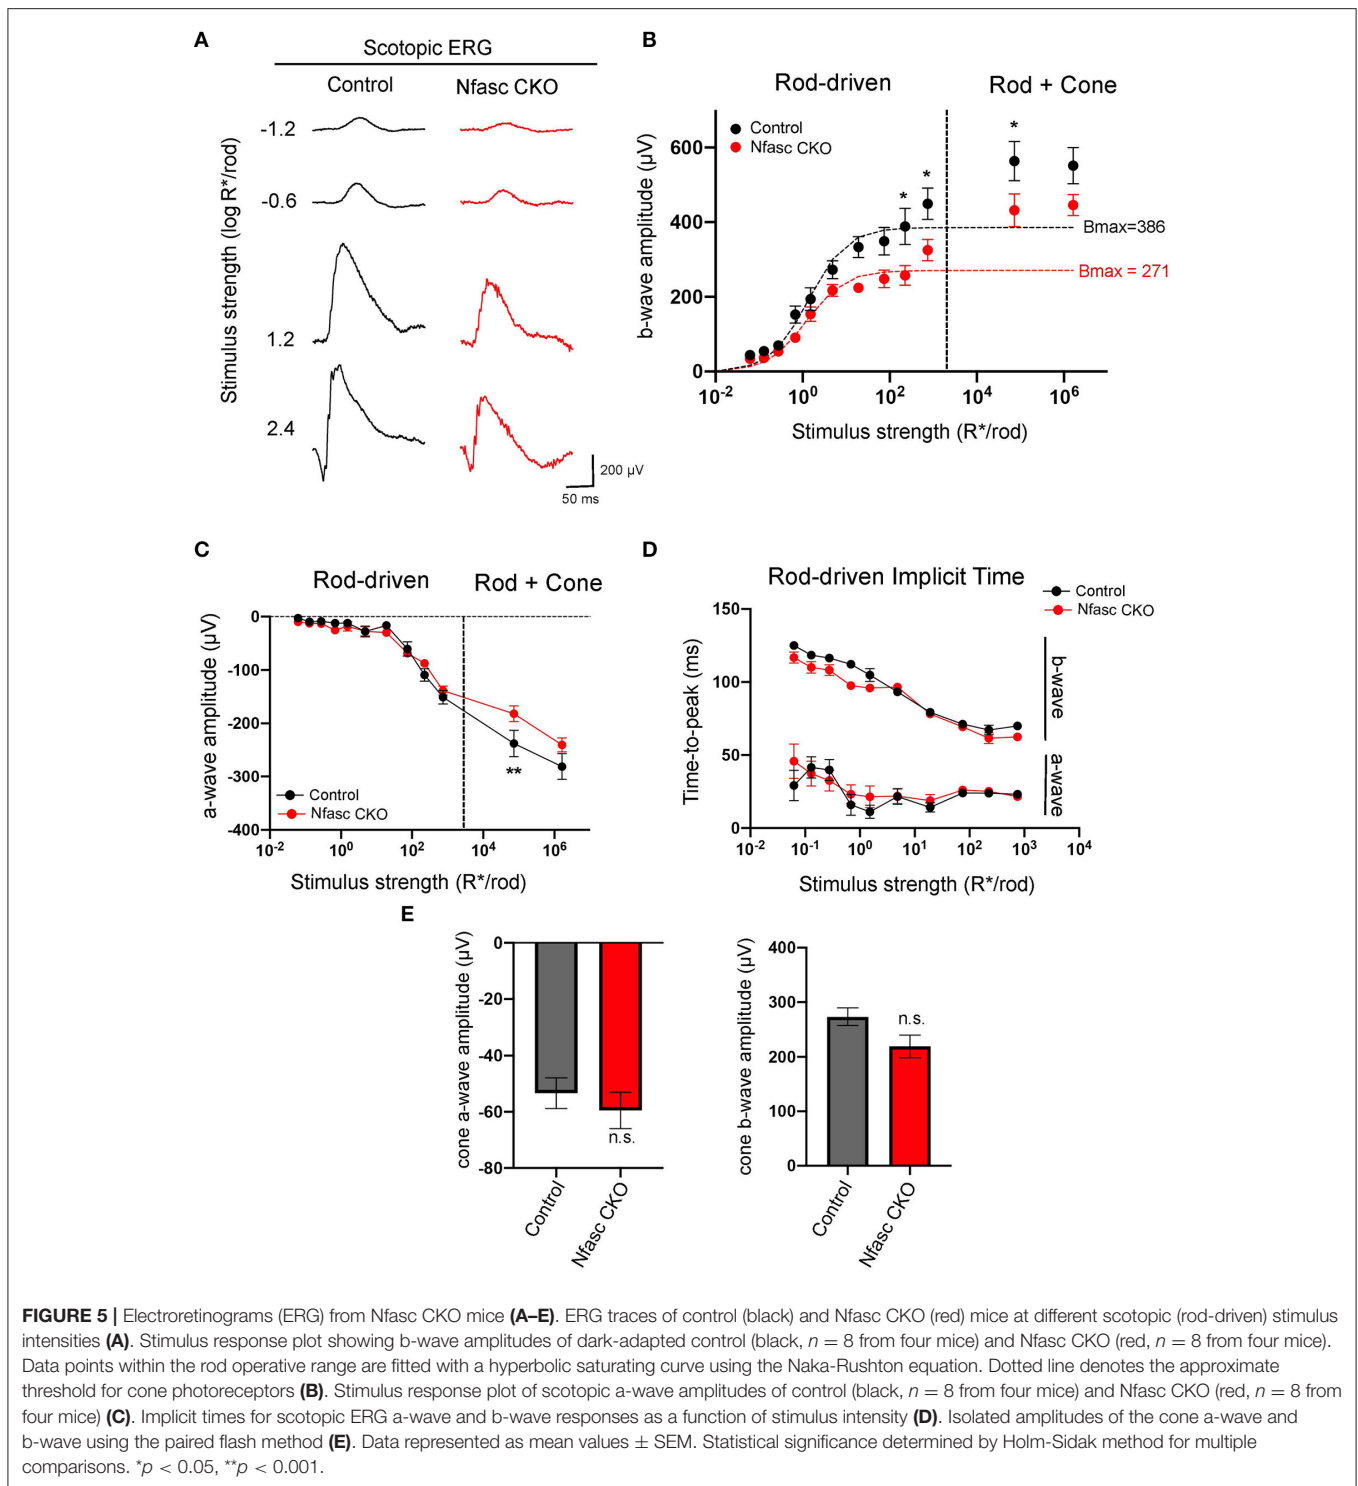 A
Scotopic ERG
Control
Nfasc CKO
Stimulus strength (log R*/rod)
-1.2
-0.6
1.2
2.4
200 µV
50 ms
B
Rod-driven
Rod + Cone
Control
Nfasc CKO
b-wave amplitude (µV)
600
400
200
0
*
*
*
Bmax=386
Bmax = 271
10-2
100
102
104
106
Stimulus strength (R*/rod)
C
Rod-driven
Rod + Cone
a-wave amplitude (µV)
0
-100
-200
-300
-400
**
Control
Nfasc CKO
10-2
100
102
104
106
Stimulus strength (R*/rod)
D
Rod-driven Implicit Time
Control
Nfasc CKO
Time-to-peak (ms)
150
100
50
0
b-wave
a-wave
10-2
10-1
100
101
102
103
104
Stimulus strength (R*/rod)
E
cone a-wave amplitude (µV)
0
-20
-40
-60
-80
n.s.
Control
Nfasc CKO
cone b-wave amplitude (µV)
400
300
200
100
0
n.s.
Control
Nfasc CKO
FIGURE 5 | Electroretinograms (ERG) from Nfasc CKO mice (A–E). ERG traces of control (black) and Nfasc CKO (red) mice at different scotopic (rod-driven) stimulus
intensities (A). Stimulus response plot showing b-wave amplitudes of dark-adapted control (black, n = 8 from four mice) and Nfasc CKO (red, n = 8 from four mice).
Data points within the rod operative range are fitted with a hyperbolic saturating curve using the Naka-Rushton equation. Dotted line denotes the approximate
threshold for cone photoreceptors (B). Stimulus response plot of scotopic a-wave amplitudes of control (black, n = 8 from four mice) and Nfasc CKO (red, n = 8 from
four mice) (C). Implicit times for scotopic ERG a-wave and b-wave responses as a function of stimulus intensity (D). Isolated amplitudes of the cone a-wave and
b-wave using the paired flash method (E). Data represented as mean values ± SEM. Statistical significance determined by Holm-Sidak method for multiple
comparisons. *p < 0.05, **p < 0.001.